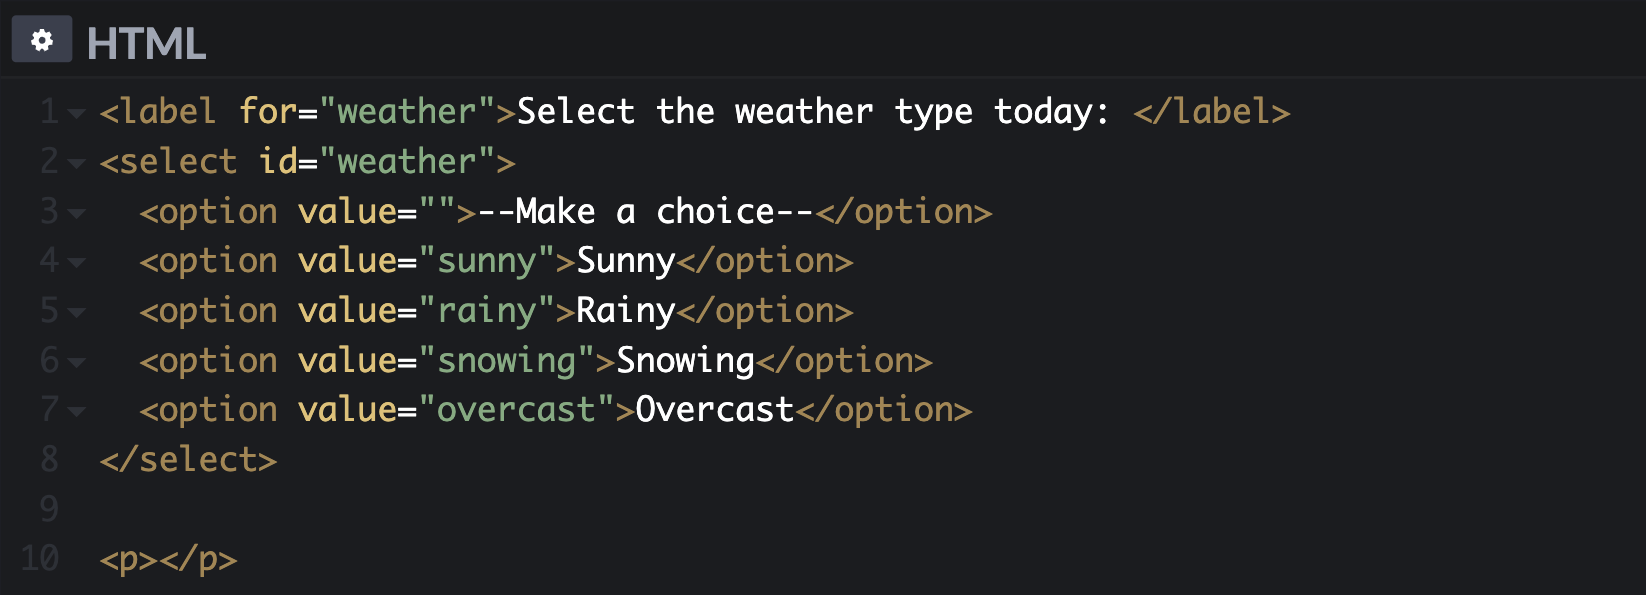 HTML
1 <label for="weather">Select the weather type today: </label>
2 <select id="weather">
3   <option value="">--Make a choice--</option>
4   <option value="sunny">Sunny</option>
5   <option value="rainy">Rainy</option>
6   <option value="snowing">Snowing</option>
7   <option value="overcast">Overcast</option>
8 </select>
9
10 <p></p>